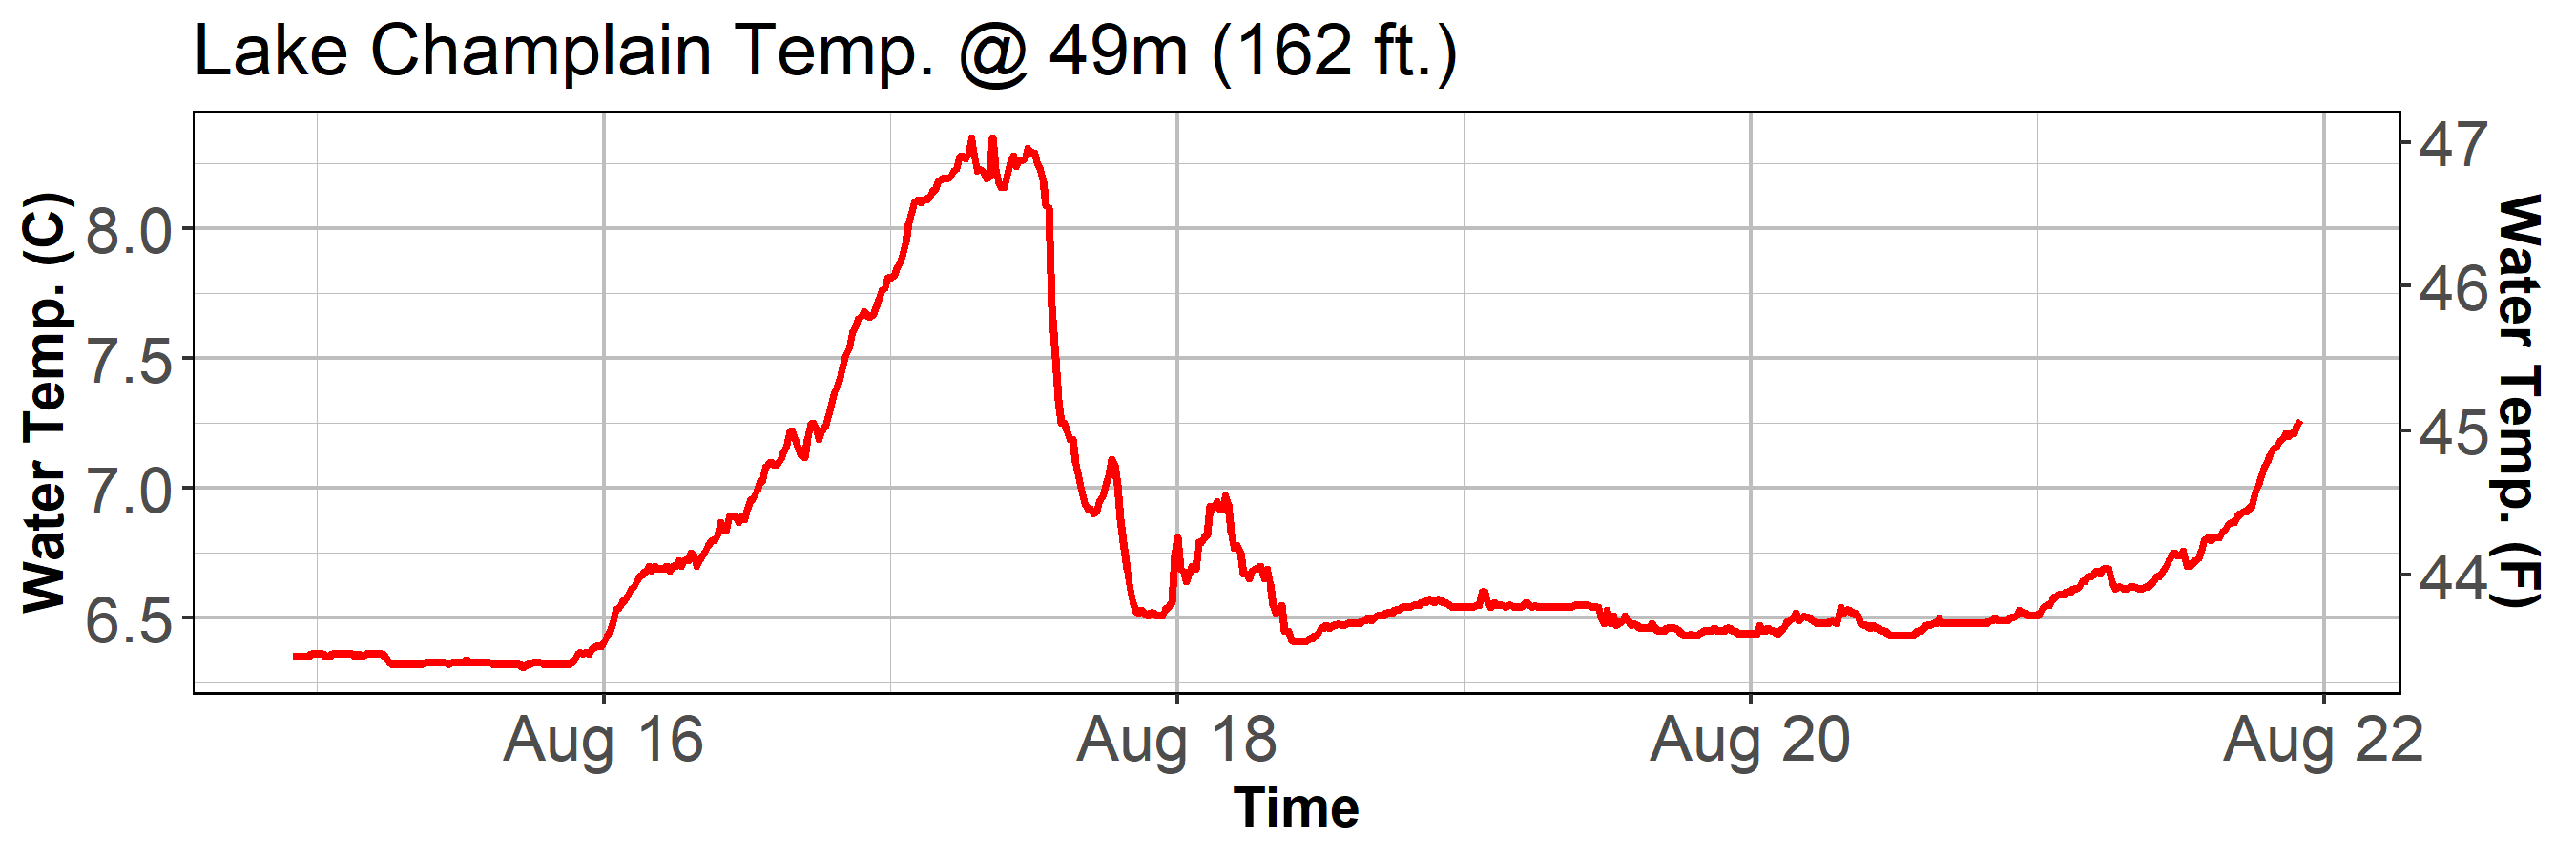 Lake Champlain Temp. @ 49m (162 ft.)
Water Temp. (C)
8.0
7.5
7.0
6.5
47
46
45
44
Water Temp. (F)
Aug 16 Aug 18 Aug 20 Aug 22
Time